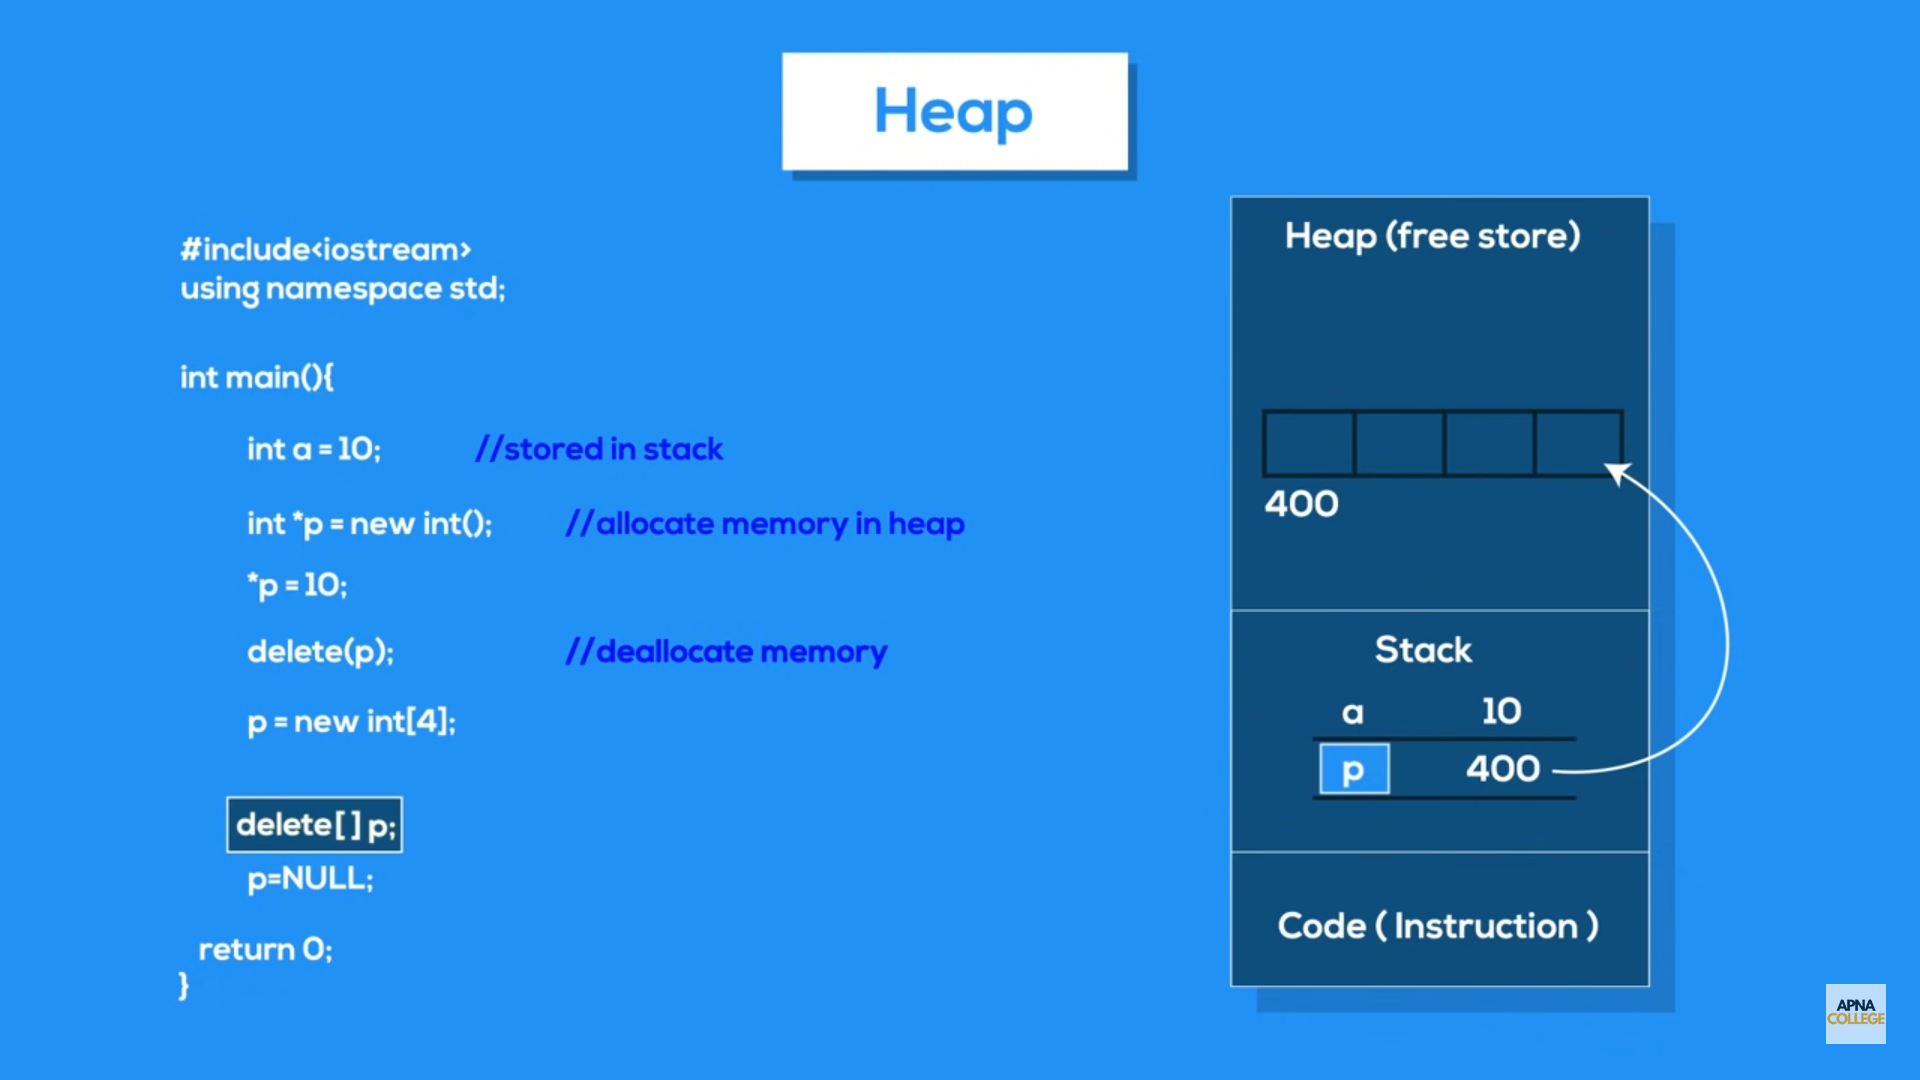 Heap
#include<iostream>
using namespace std;
int main(){
int a = 10; //stored in stack
int *p = new int(); //allocate memory in heap
*p = 10;
delete(p); //deallocate memory
p = new int[4];
delete[ ] p;
p=NULL;
return 0;
}
Heap (free store)
400
Stack
a 10
p 400
Code ( Instruction )
APNA
COLLEGE